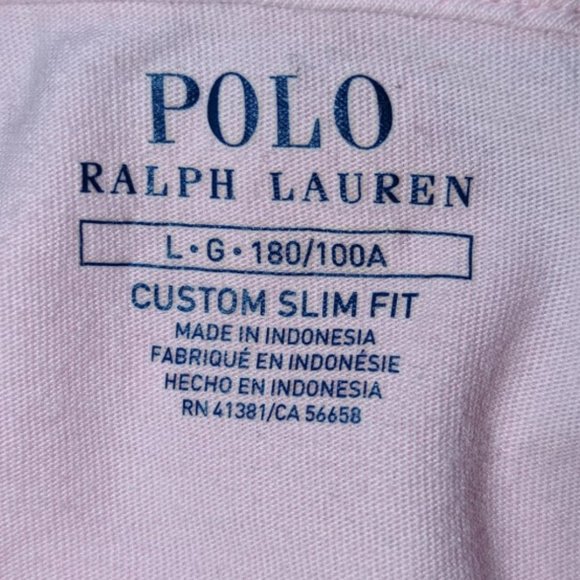 POLO
RALPH LAUREN
L•G•180/100A
CUSTOM SLIM FIT
MADE IN INDONESIA
FABRIQUÉ EN INDONÉSIE
HECHO EN INDONESIA
RN 41381/CA 56658